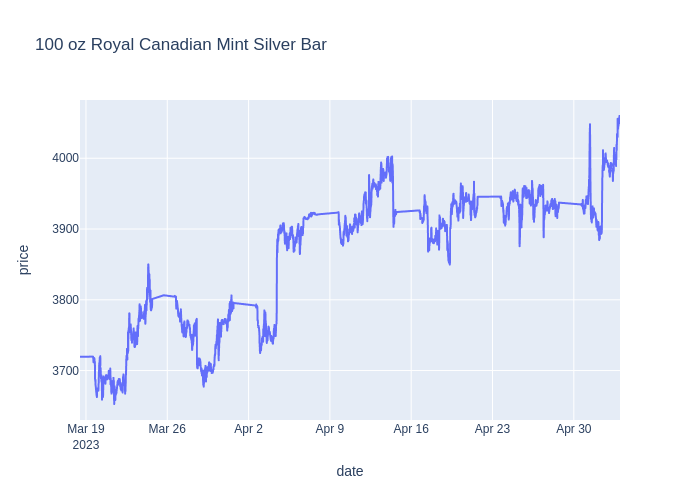 100 oz Royal Canadian Mint Silver Bar
price
4000
3900
3800
3700
Mar 19
2023
Mar 26
Apr 2
Apr 9
Apr 16
Apr 23
Apr 30
date